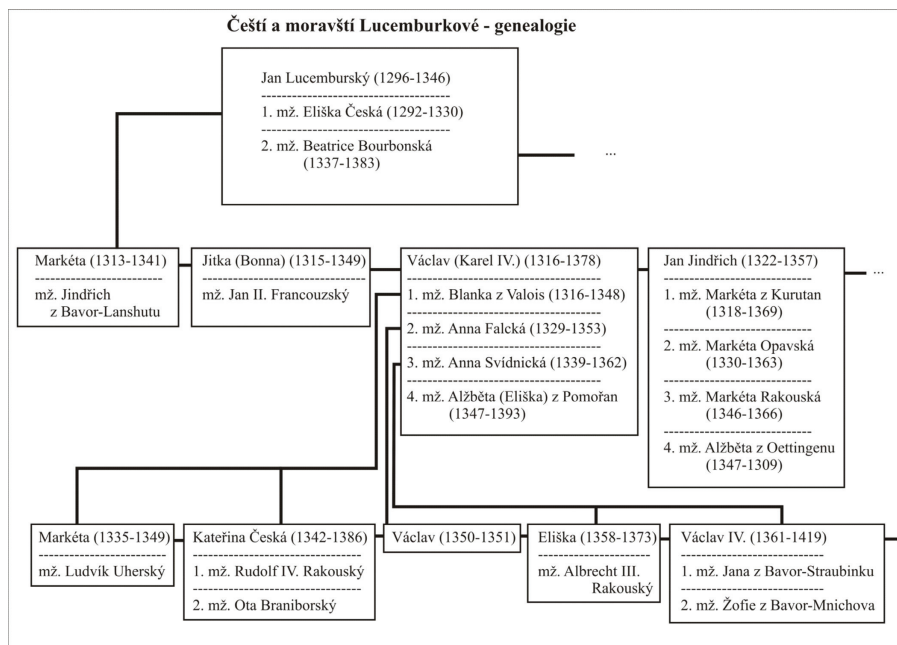 Čeští a moravští Lucemburkové - genealogie
Jan Lucemburský (1296-1346)
1. mž. Eliška Česká (1292-1330)
2. mž. Beatrice Bourbonská
(1337-1383)
...
Markéta (1313-1341)
mž. Jindřich
z Bavor-Lanshutu
Jitka (Bonna) (1315-1349)
mž. Jan II. Francouzský
Václav (Karel IV.) (1316-1378)
1. mž. Blanka z Valois (1316-1348)
2. mž. Anna Falcká (1329-1353)
3. mž. Anna Svídnická (1339-1362)
4. mž. Alžběta (Eliška) z Pomořan
(1347-1393)
Jan Jindřich (1322-1357)
1. mž. Markéta z Kurutan
(1318-1369)
2. mž. Markéta Opavská
(1330-1363)
3. mž. Markéta Rakouská
(1346-1366)
4. mž. Alžběta z Oettingenu
(1347-1309)
...
Markéta (1335-1349)
mž. Ludvík Uherský
Kateřina Česká (1342-1386)
1. mž. Rudolf IV. Rakouský
2. mž. Ota Braniborský
Václav (1350-1351)
Eliška (1358-1373)
mž. Albrecht III.
Rakouský
Václav IV. (1361-1419)
1. mž. Jana z Bavor-Straubinku
2. mž. Žofie z Bavor-Mnichova